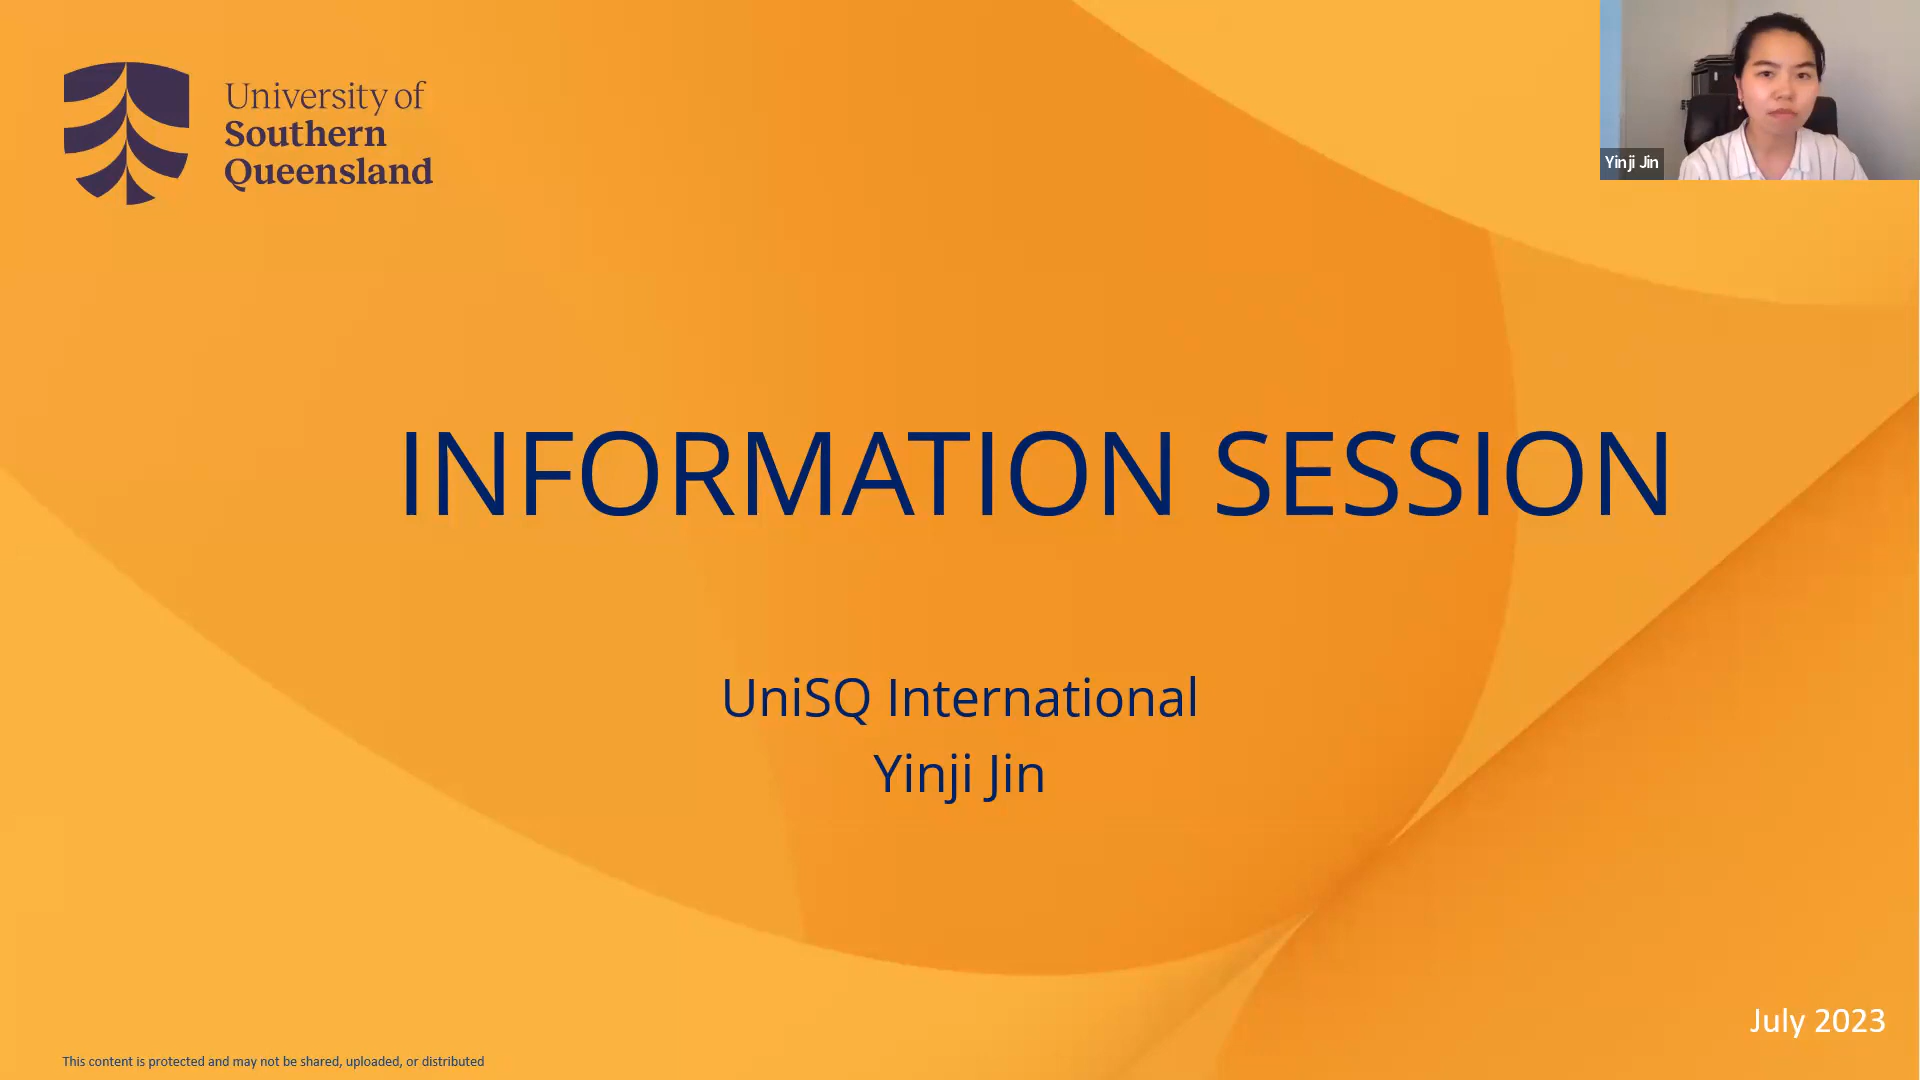 University of
Southern
Queensland
Yinji Jin
INFORMATION SESSION
UniSQ International
Yinji Jin
July 2023
This content is protected and may not be shared, uploaded, or distributed